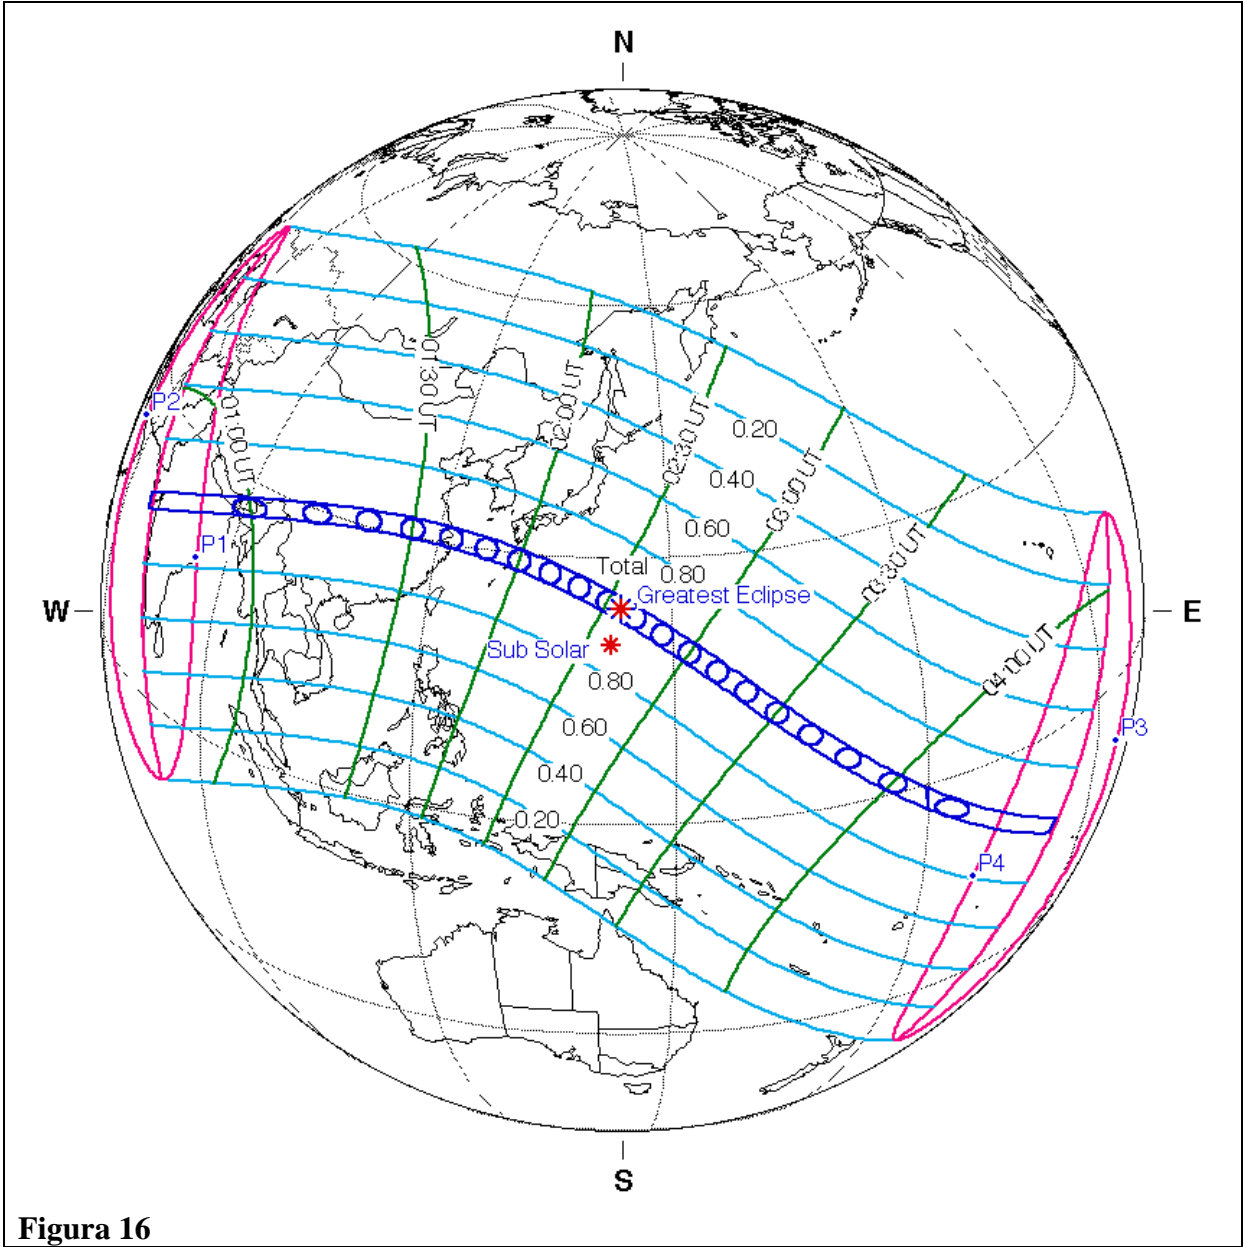 N
01:30 UT
02:00 UT
P2
01:00 UT
02:30 UT
0.20
03:00 UT
0.40
0.60
P1
Total
0.80
03:30 UT
Greatest Eclipse
W
E
Sub Solar
04:00 UT
0.80
0.60
P3
0.40
0.20
P4
S
Figura 16